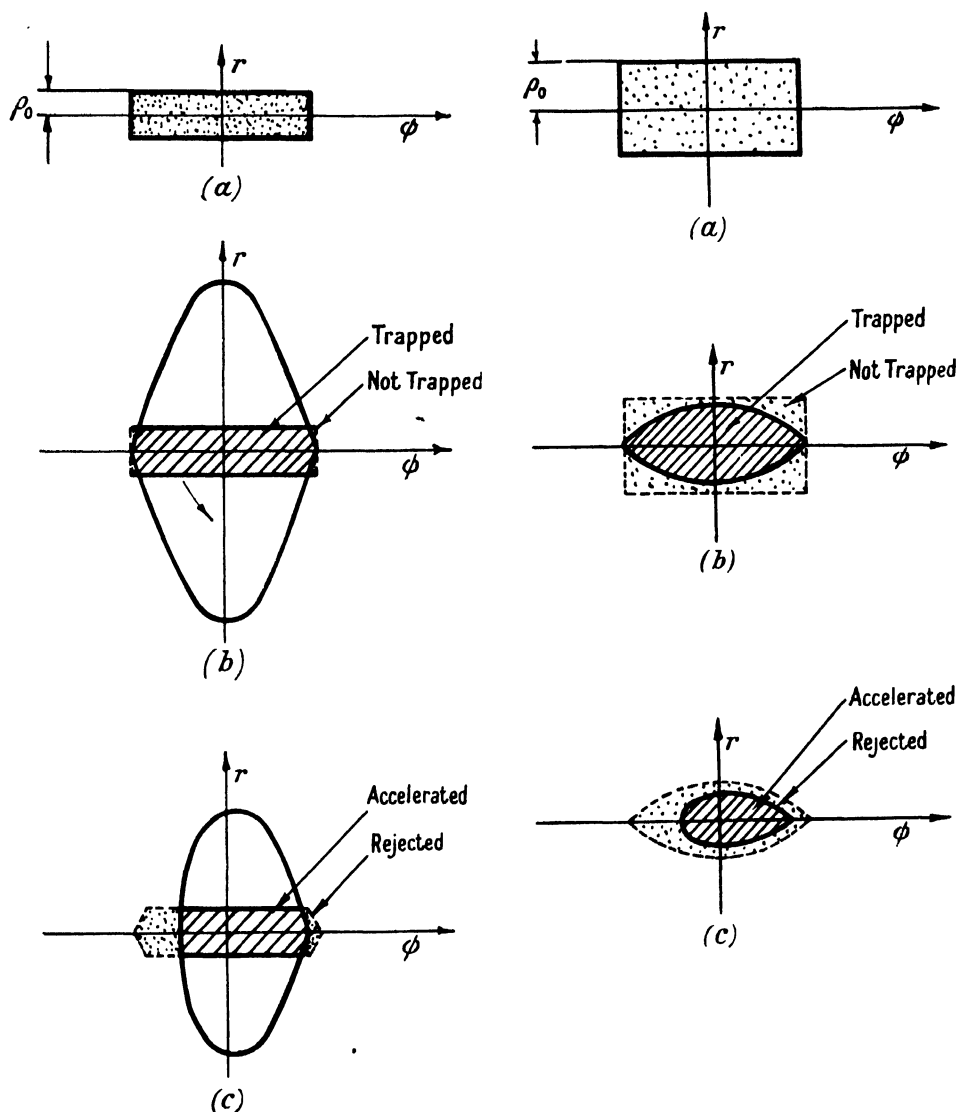 r
ρ₀
φ
(a)
r
Trapped
Not Trapped
φ
(b)
r
Accelerated
Rejected
φ
(c)
r
ρ₀
φ
(a)
Trapped
r
Not Trapped
φ
(b)
Accelerated
r
Rejected
φ
(c)